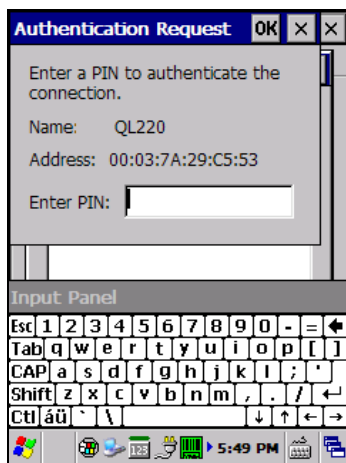 Authentication Request OK × ×
Enter a PIN to authenticate the
connection.
Name: QL220
Address: 00:03:7A:29:C5:53
Enter PIN:
Input Panel
Esc 1 2 3 4 5 6 7 8 9 0 - =
Tab q w e r t y u i o p [ ]
CAP a s d f g h j k l ; '
Shift z x c v b n m , . /
Ctl áü ` \ ↓ ↑ ← →
5:49 PM